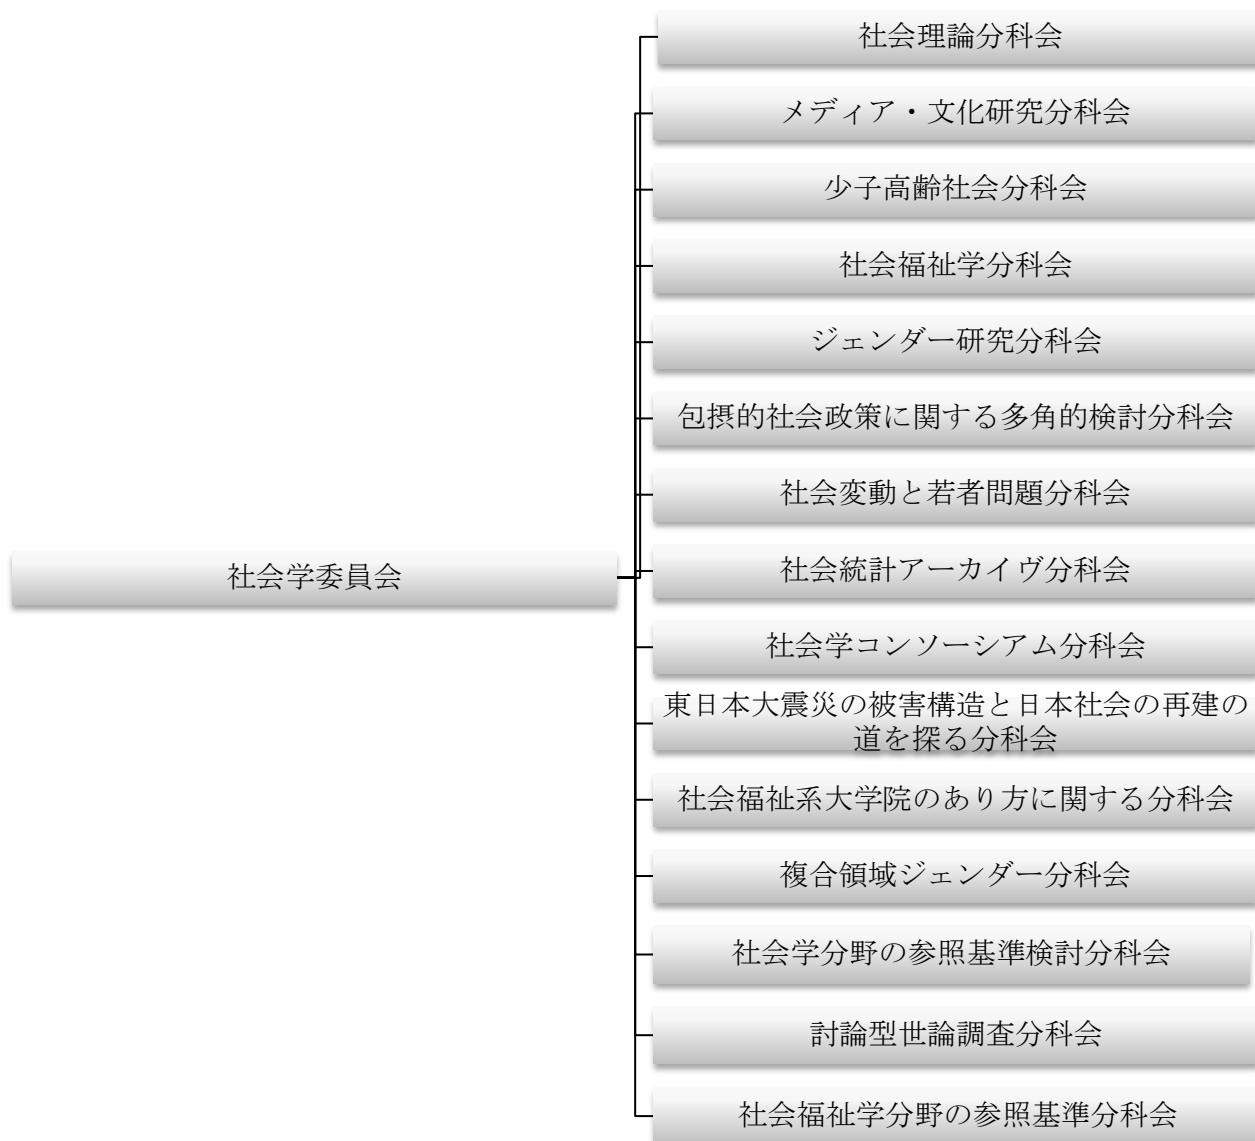 社会理論分科会
メディア・文化研究分科会
少子高齢社会分科会
社会福祉学分科会
ジェンダー研究分科会
包摂的社会政策に関する多角的検討分科会
社会変動と若者問題分科会
社会学委員会
社会統計アーカイヴ分科会
社会学コンソーシアム分科会
東日本大震災の被害構造と日本社会の再建の
道を探る分科会
社会福祉系大学院のあり方に関する分科会
複合領域ジェンダー分科会
社会学分野の参照基準検討分科会
討論型世論調査分科会
社会福祉学分野の参照基準分科会